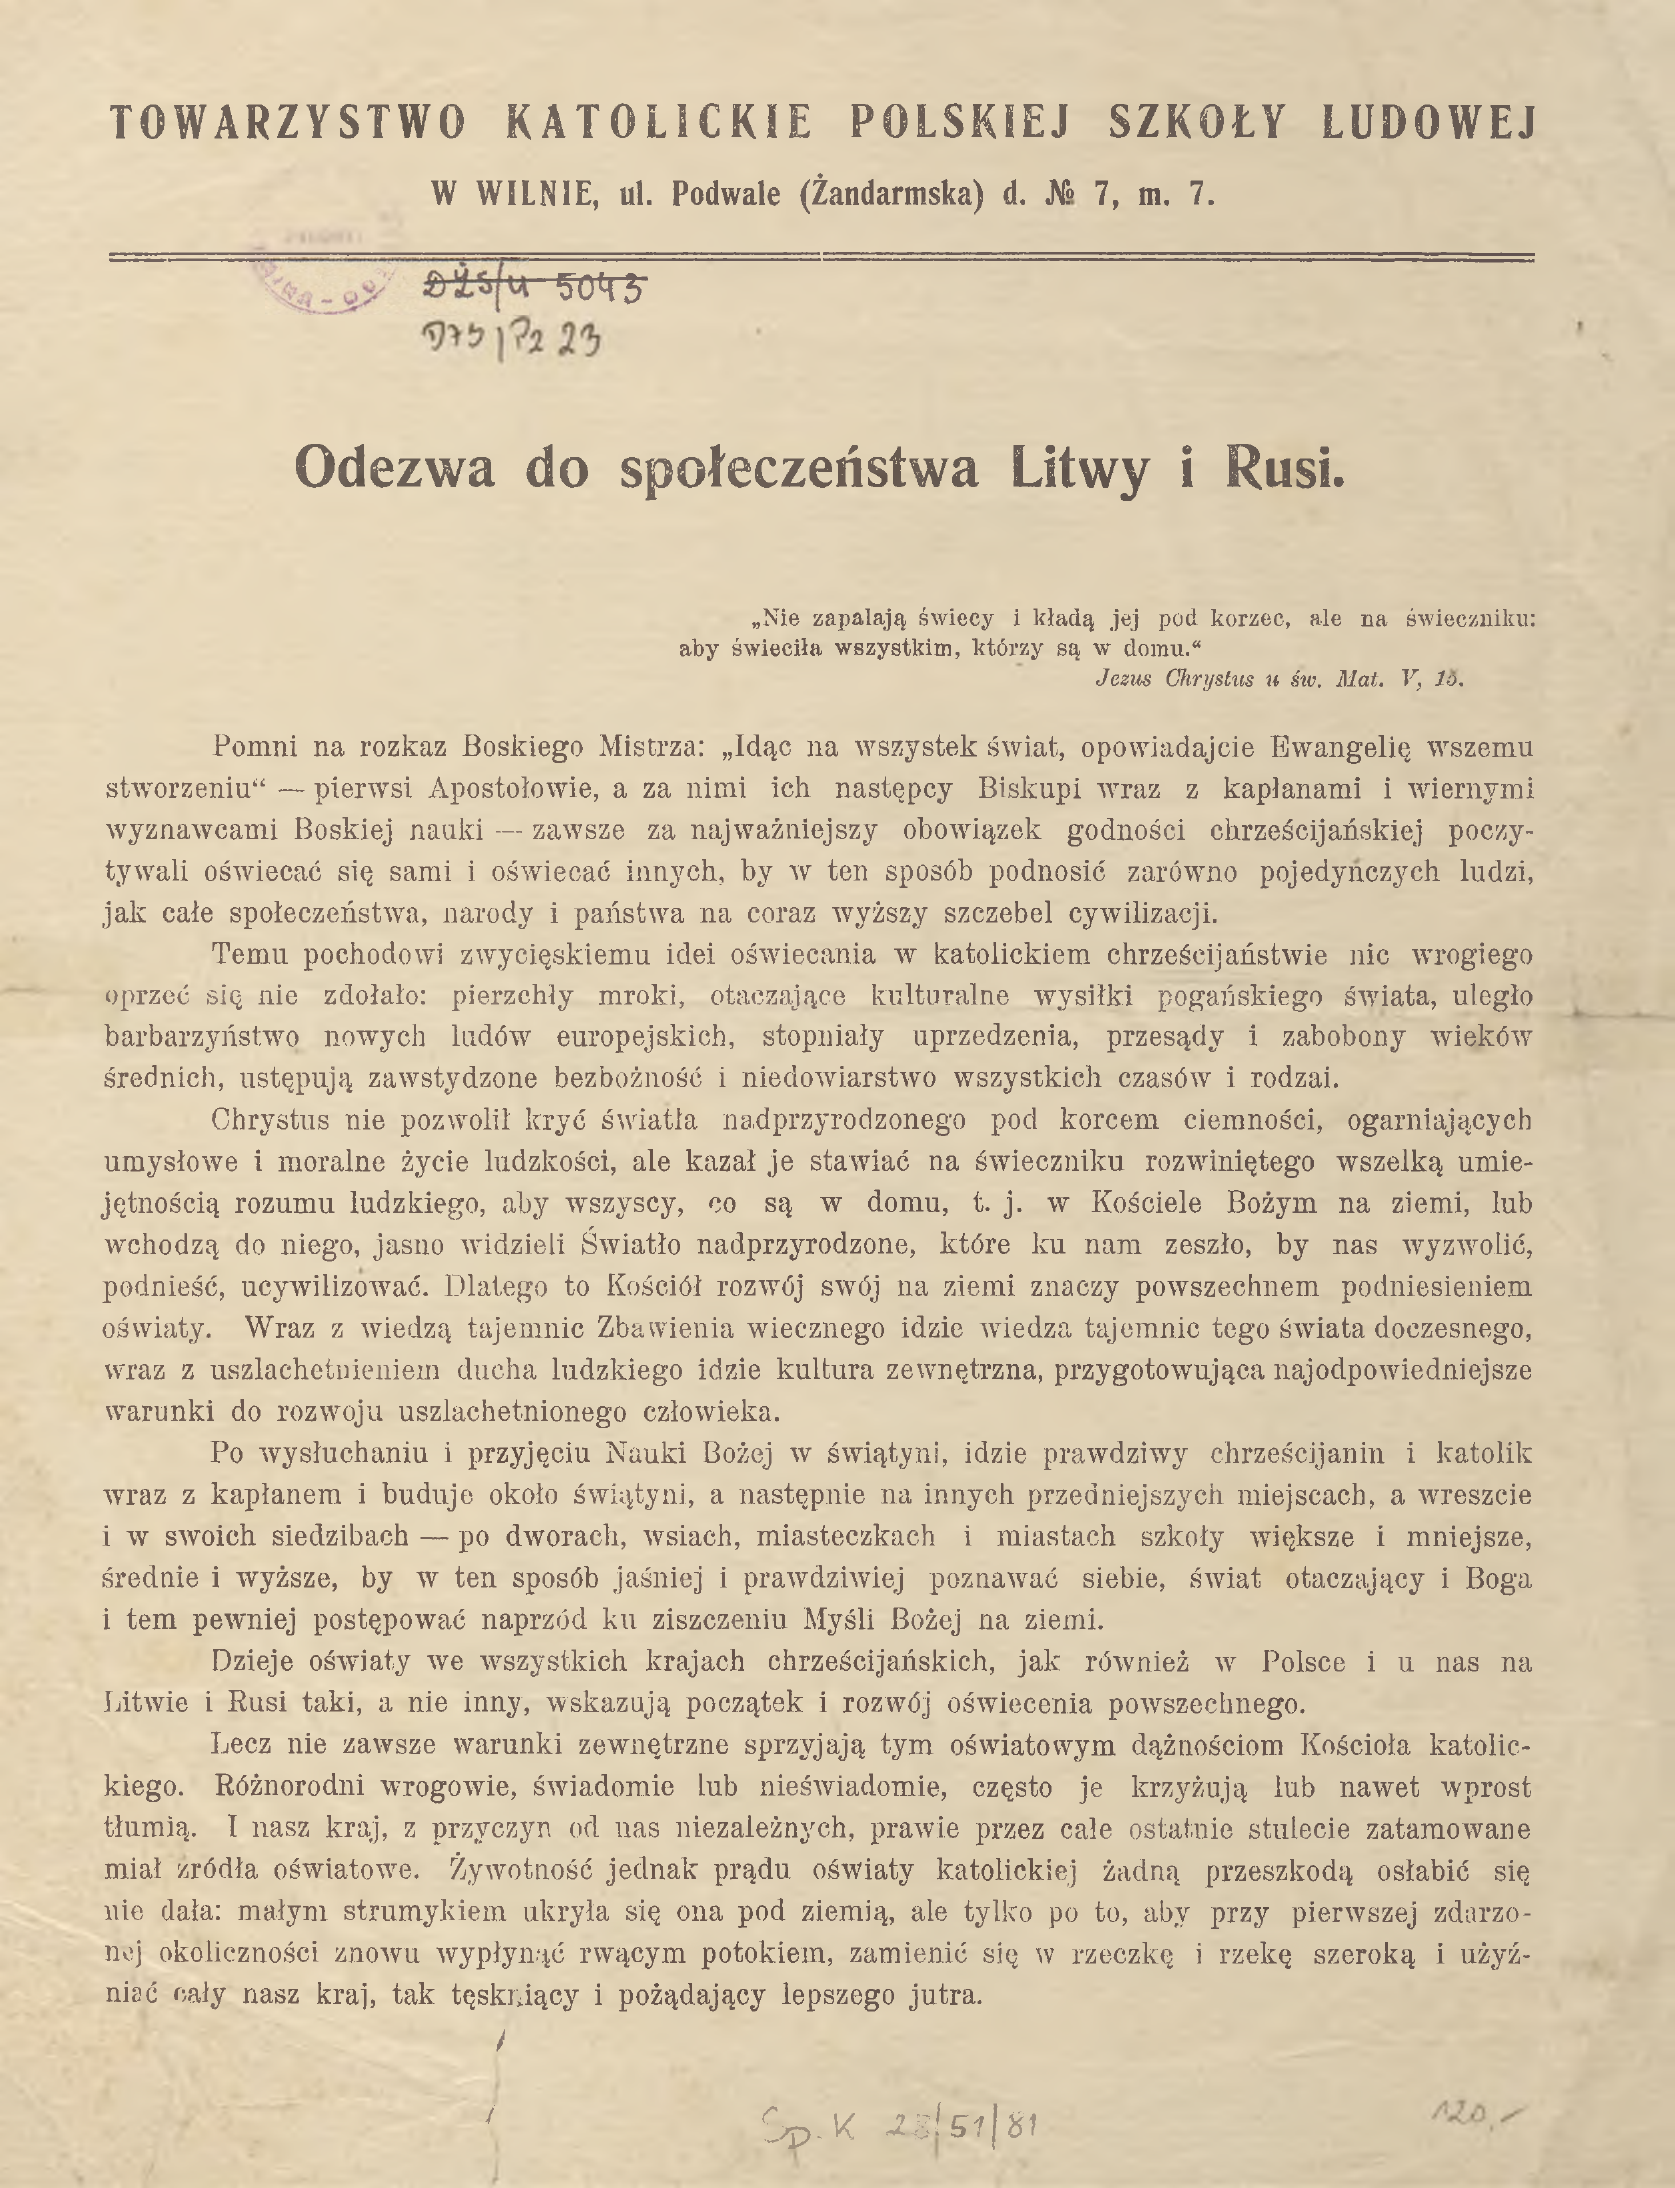 TOWARZYSTWO KATOLICKIE POLSKIEJ SZKOŁY LUDOWEJ
W WILNIE, ul. Podwale (Żandarmska) d. № 7, m. 7.
DŻS/U 5043
DŻS/P2 23
Odezwa do społeczeństwa Litwy i Rusi.
„Nie zapalają świecy i kładą jej pod korzec, ale na świeczniku:
aby świeciła wszystkim, którzy są w domu.“
Jezus Chrystus u św. Mat. V, 15.
Pomni na rozkaz Boskiego Mistrza: „Idąc na wszystek świat, opowiadajcie Ewangelię wszemu
stworzeniu“ — pierwsi Apostołowie, a za nimi ich następcy Biskupi wraz z kapłanami i wiernymi
wyznawcami Boskiej nauki — zawsze za najważniejszy obowiązek godności chrześcijańskiej poczy-
tywali oświecać się sami i oświecać innych, by w ten sposób podnosić zarówno pojedyńczych ludzi,
jak całe społeczeństwa, narody i państwa na coraz wyższy szczebel cywilizacji.
Temu pochodowi zwycięskiemu idei oświecania w katolickiem chrześcijaństwie nic wrogiego
oprzeć się nie zdołało: pierzchły mroki, otaczające kulturalne wysiłki pogańskiego świata, uległo
barbarzyństwo nowych ludów europejskich, stopniały uprzedzenia, przesądy i zabobony wieków
średnich, ustępują zawstydzone bezbożność i niedowiarstwo wszystkich czasów i rodzai.
Chrystus nie pozwolił kryć światła nadprzyrodzonego pod korcem ciemności, ogarniających
umysłowe i moralne życie ludzkości, ale kazał je stawiać na świeczniku rozwiniętego wszelką umie-
jętnością rozumu ludzkiego, aby wszyscy, co są w domu, t. j. w Kościele Bożym na ziemi, lub
wchodzą do niego, jasno widzieli Światło nadprzyrodzone, które ku nam zeszło, by nas wyzwolić,
podnieść, ucywilizować. Dlatego to Kościół rozwój swój na ziemi znaczy powszechnem podniesieniem
oświaty. Wraz z wiedzą tajemnic Zbawienia wiecznego idzie wiedza tajemnic tego świata doczesnego,
wraz z uszlachetnieniem ducha ludzkiego idzie kultura zewnętrzna, przygotowująca najodpowiedniejsze
warunki do rozwoju uszlachetnionego człowieka.
Po wysłuchaniu i przyjęciu Nauki Bożej w świątyni, idzie prawdziwy chrześcijanin i katolik
wraz z kapłanem i buduje około świątyni, a następnie na innych przedniejszych miejscach, a wreszcie
i w swoich siedzibach — po dworach, wsiach, miasteczkach i miastach szkoły większe i mniejsze,
średnie i wyższe, by w ten sposób jaśniej i prawdziwiej poznawać siebie, świat otaczający i Boga
i tem pewniej postępować naprzód ku ziszczeniu Myśli Bożej na ziemi.
Dzieje oświaty we wszystkich krajach chrześcijańskich, jak również w Polsce i u nas na
Litwie i Rusi taki, a nie inny, wskazują początek i rozwój oświecenia powszechnego.
Lecz nie zawsze warunki zewnętrzne sprzyjają tym oświatowym dążnościom Kościoła katolic-
kiego. Różnorodni wrogowie, świadomie lub nieświadomie, często je krzyżują lub nawet wprost
tłumią. I nasz kraj, z przyczyn od nas niezależnych, prawie przez całe ostatnie stulecie zatamowane
miał źródła oświatowe. Żywotność jednak prądu oświaty katolickiej żadną przeszkodą osłabić się
nie dała: małym strumykiem ukryła się ona pod ziemią, ale tylko po to, aby przy pierwszej zdarzo-
nej okoliczności znowu wypłynąć rwącym potokiem, zamienić się w rzeczkę i rzekę szeroką i użyź-
niać cały nasz kraj, tak tęskniący i pożądający lepszego jutra.
Sp. K 28/51/81
120,-